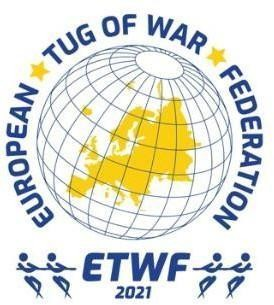 EUROPEAN TUG OF WAR FEDERATION
ETWF
2021